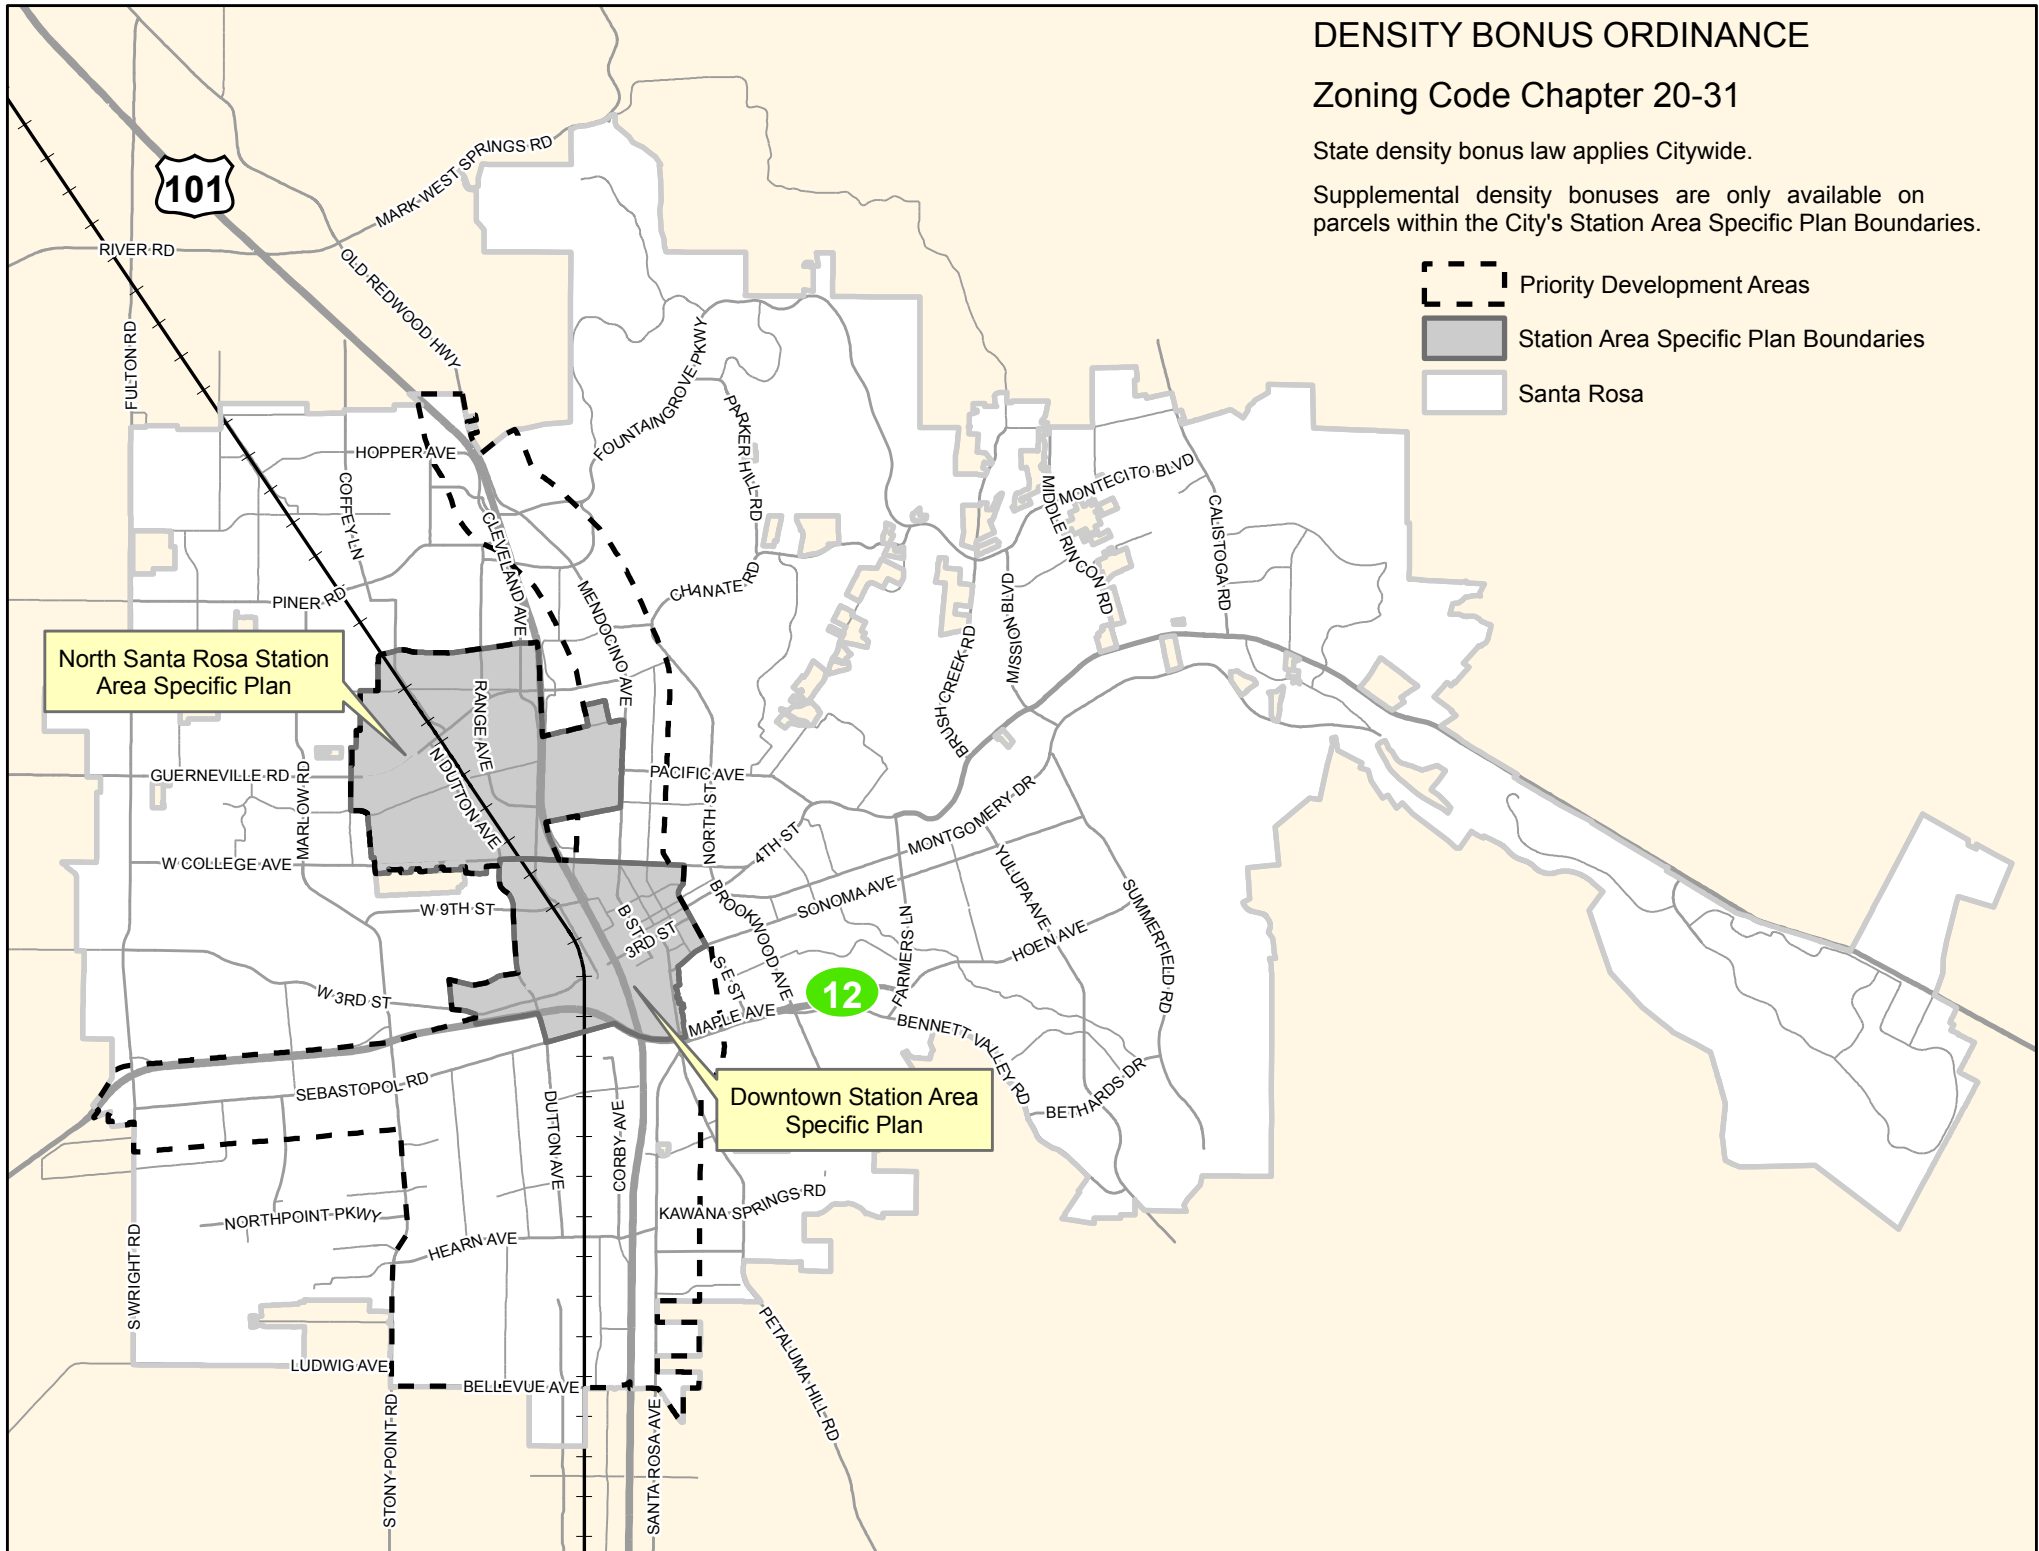 DENSITY BONUS ORDINANCE
Zoning Code Chapter 20-31
State density bonus law applies Citywide.
Supplemental density bonuses are only available on
parcels within the City's Station Area Specific Plan Boundaries.
Priority Development Areas
Station Area Specific Plan Boundaries
Santa Rosa
101
MARK WEST SPRINGS RD
RIVER RD
OLD REDWOOD HWY
FULTON RD
FOUNTAINGROVE PKWY
PARKER HILL RD
HOPPER AVE
COFFEY LN
CLEVELAND AVE
MIDDLE RINCON RD
MONTECITO BLVD
CALISTOGA RD
PINER RD
MENDOCINO AVE
CHANATE RD
MISSION BLVD
BRUSH CREEK RD
North Santa Rosa Station
Area Specific Plan
RANGE AVE
N DUTTON AVE
GUERNEVILLE RD
MARLOW RD
PACIFIC AVE
NORTH ST
W COLLEGE AVE
4TH ST
MONTGOMERY DR
SONOMA AVE
YULUPA AVE
SUMMERFIELD RD
W 9TH ST
B ST
3RD ST
BROOKWOOD AVE
FARMERS LN
HOEN AVE
S E ST
12
W 3RD ST
MAPLE AVE
BENNETT VALLEY RD
BETHARDS DR
SEBASTOPOL RD
DUTTON AVE
CORBY AVE
Downtown Station Area
Specific Plan
KAWANA SPRINGS RD
NORTHPOINT PKWY
HEARN AVE
S WRIGHT RD
LUDWIG AVE
BELLEVUE AVE
STONY POINT RD
SANTA ROSA AVE
PETALUMA HILL RD